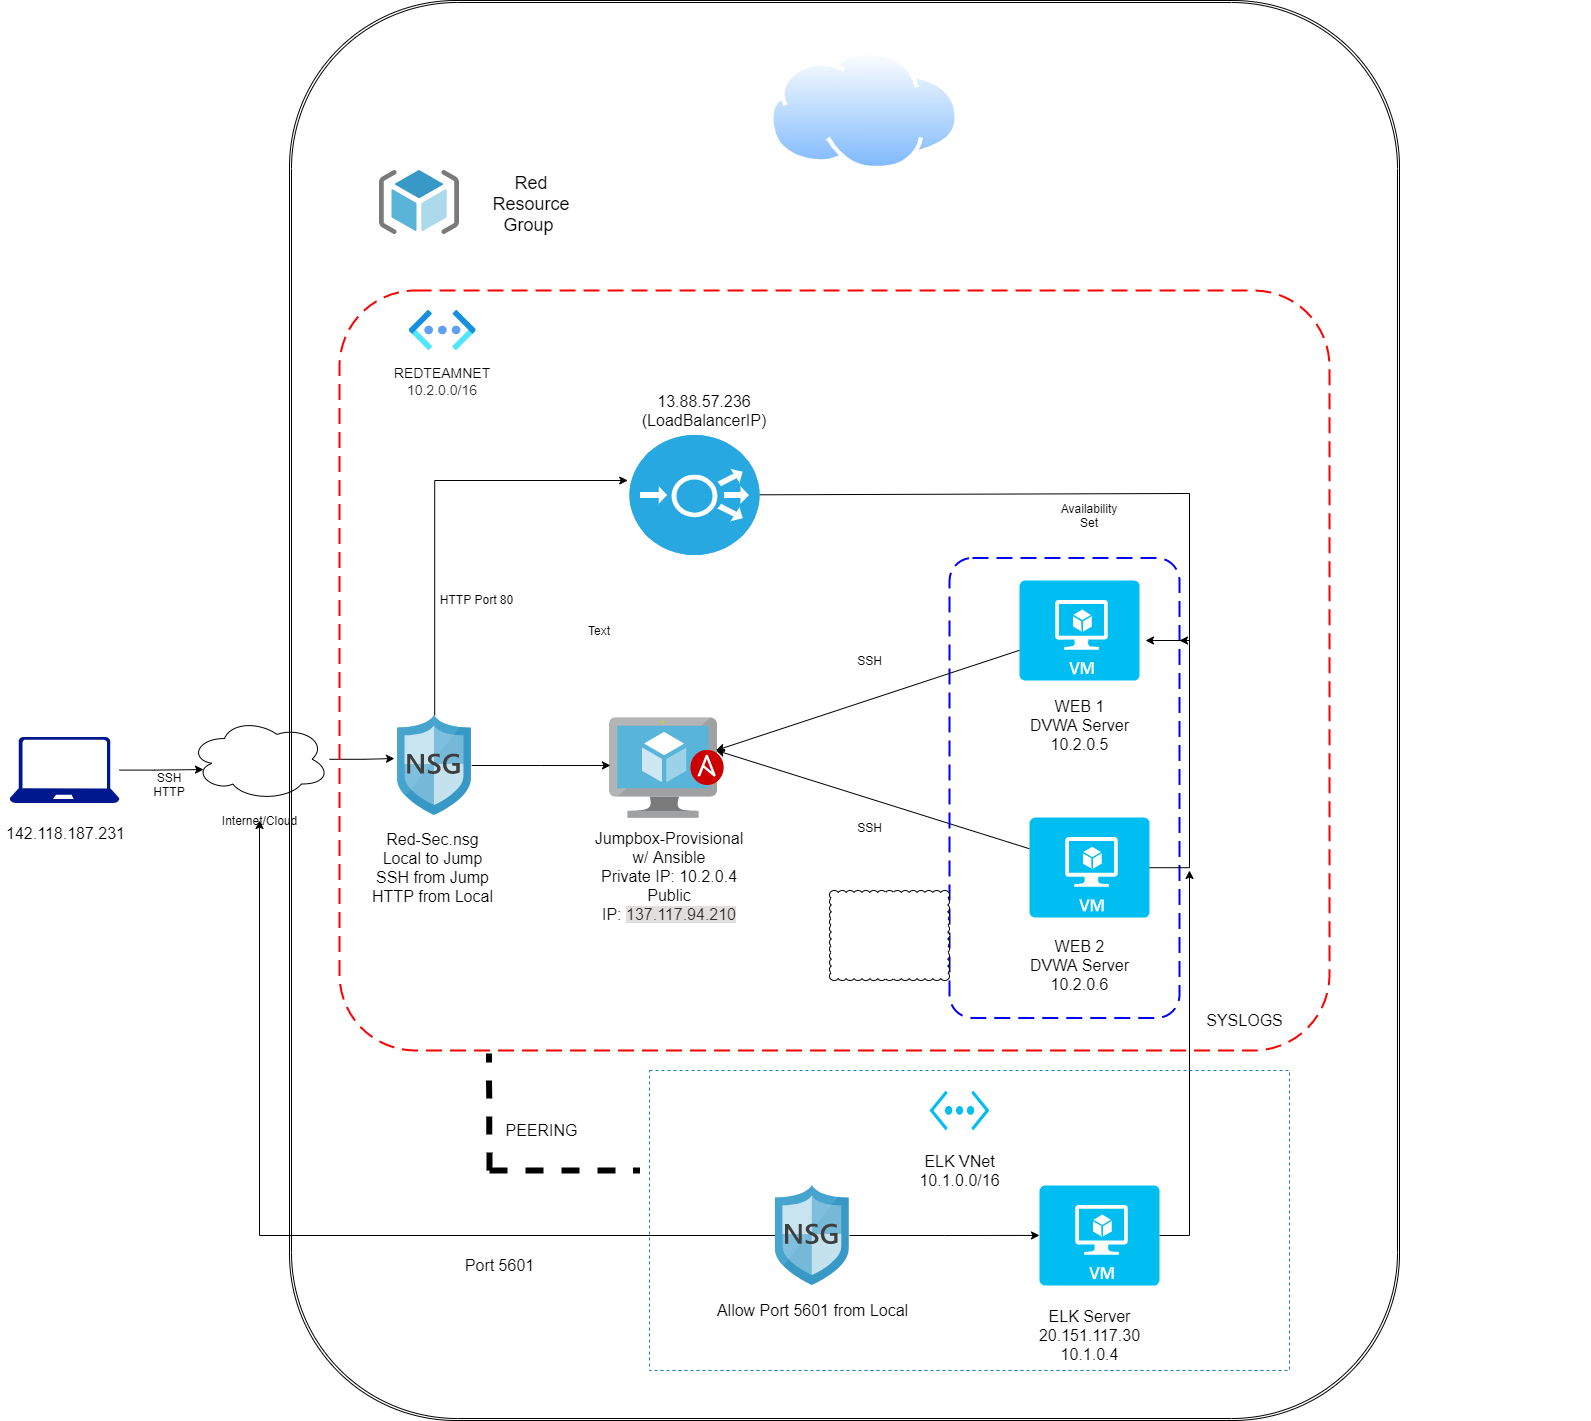 Red
Resource
Group
REDTEAMNET
10.2.0.0/16
13.88.57.236
(LoadBalancerIP)
Availability
Set
HTTP Port 80
Text
SSH
VM
WEB 1
DVWA Server
10.2.0.5
SSH
HTTP
142.118.187.231
Internet/Cloud
NSG
Red-Sec.nsg
Local to Jump
SSH from Jump
HTTP from Local
Jumpbox-Provisional
w/ Ansible
Private IP: 10.2.0.4
Public
IP: 137.117.94.210
SSH
VM
WEB 2
DVWA Server
10.2.0.6
SYSLOGS
PEERING
ELK VNet
10.1.0.0/16
Port 5601
NSG
Allow Port 5601 from Local
VM
ELK Server
20.151.117.30
10.1.0.4